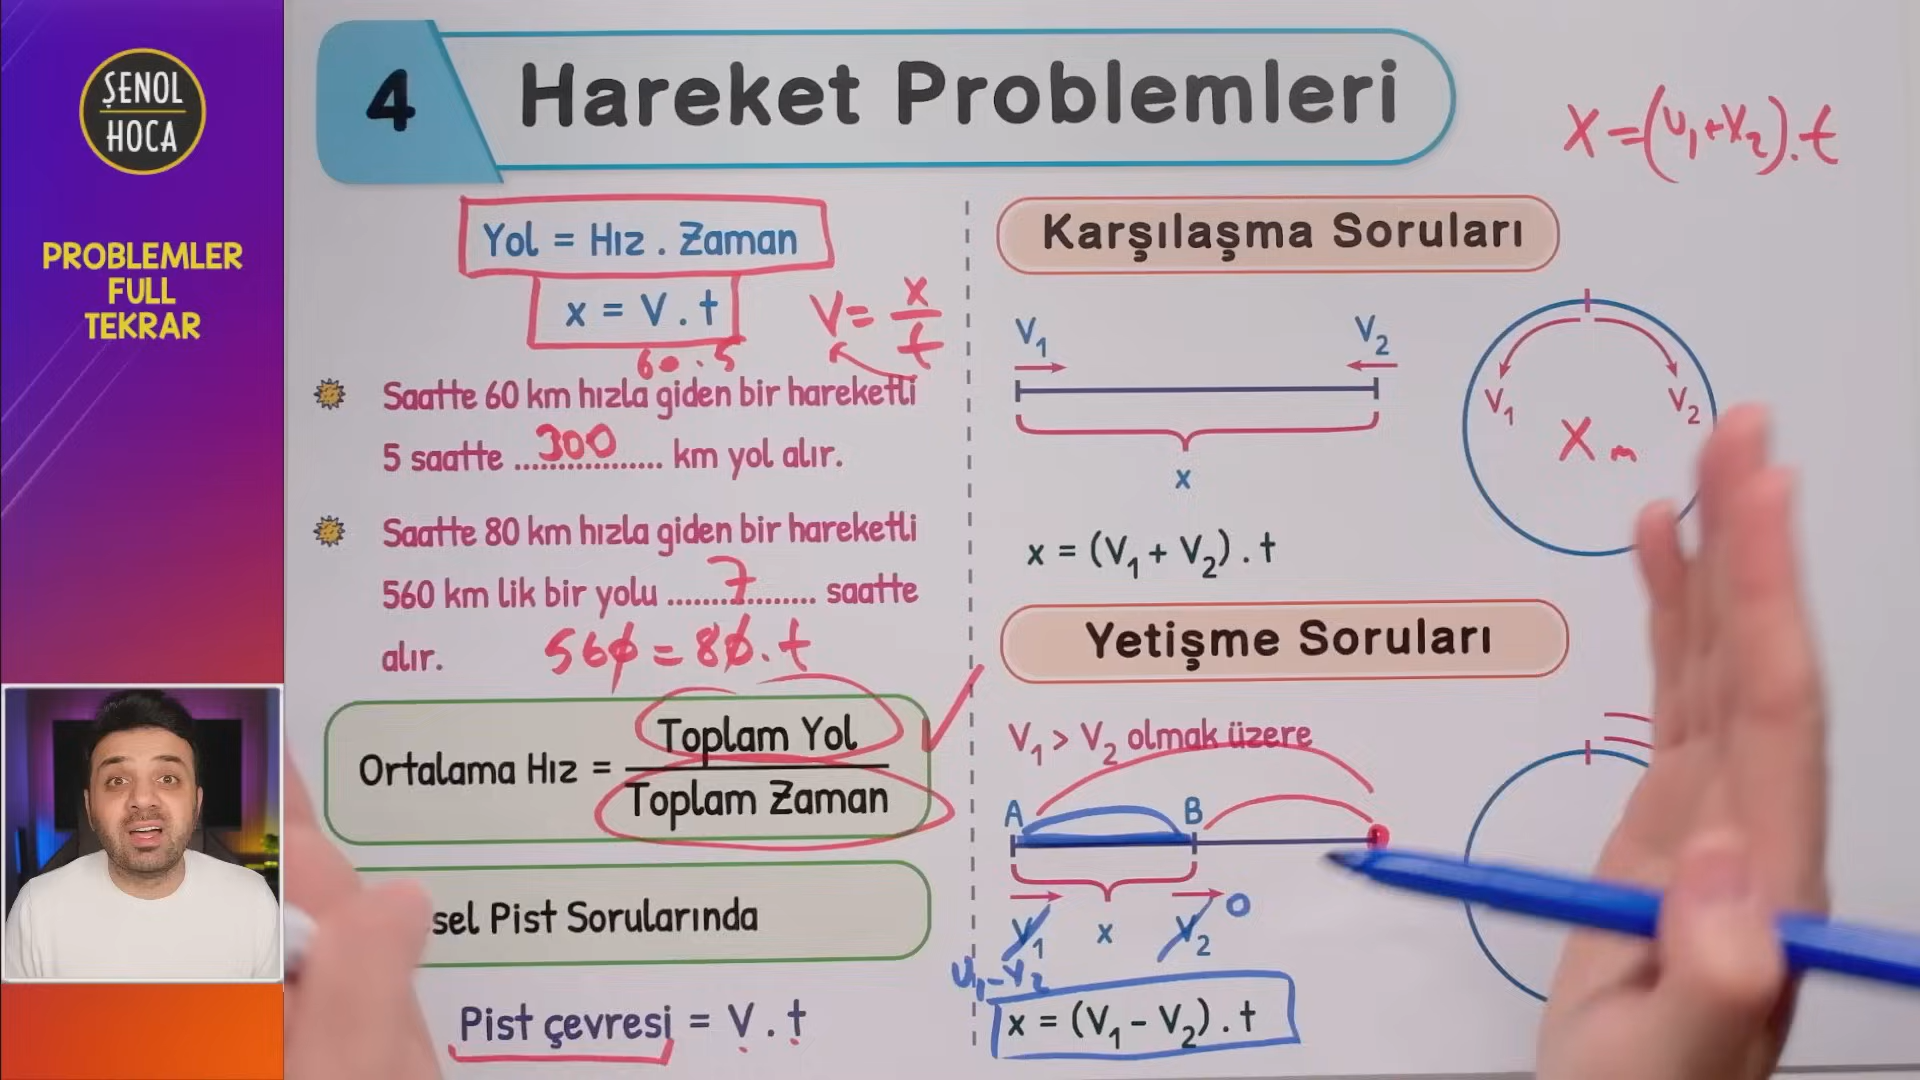 ŞENOL
HOCA
PROBLEMLER
FULL
TEKRAR
4
Hareket Problemleri
x = (V₁ + V₂) . t
Yol = Hız . Zaman
x = V . t
V = x / t
60 . 5
Saatte 60 km hızla giden bir hareketli
5 saatte ........300........ km yol alır.
Saatte 80 km hızla giden bir hareketli
560 km lik bir yolu ........7........ saatte
alır.
560 = 80 . t
Ortalama Hız = Toplam Yol / Toplam Zaman
sel Pist Sorularında
Pist çevresi = V . t
Karşılaşma Soruları
V₁ V₂
x
x = (V₁ + V₂) . t
V₁ V₂
X m
Yetişme Soruları
V₁ > V₂ olmak üzere
A B
V₁ x V₂ 0
V₁ - V₂
x = (V₁ - V₂) . t